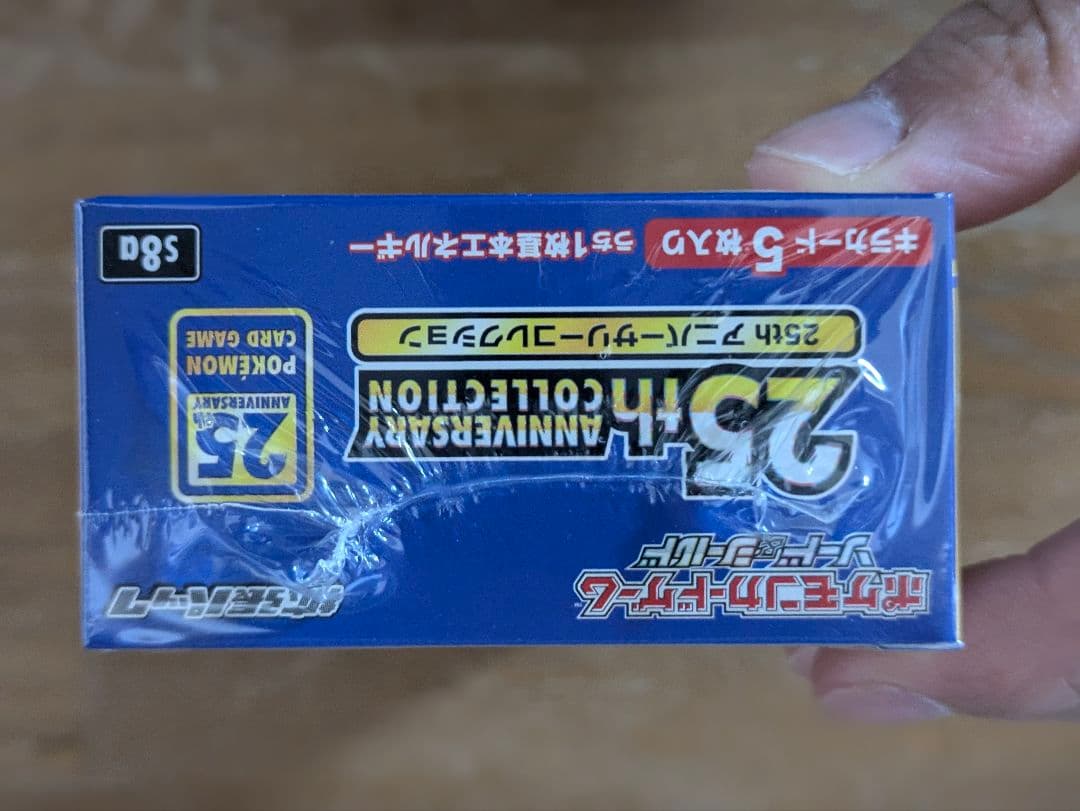 ポケモンカードゲーム
ソード&シールド
拡張パック
25th ANNIVERSARY
COLLECTION
25th アニバーサリーコレクション
25th
ANNIVERSARY
POKÉMON
CARD GAME
キラカード5枚入り
うち1枚基本エネルギー
S8a